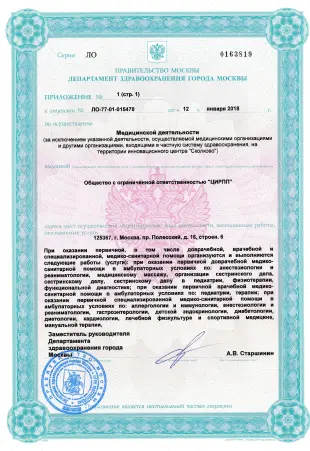 Серия ЛО
0163819
ПРАВИТЕЛЬСТВО МОСКВЫ
ДЕПАРТАМЕНТ ЗДРАВООХРАНЕНИЯ ГОРОДА МОСКВЫ
ПРИЛОЖЕНИЕ № 1 (стр. 1)
к лицензии № ЛО-77-01-015478 от « 12 » января 2018 г.
на осуществление
Медицинской деятельности
(за исключением указанной деятельности, осуществляемой медицинскими организациями
и другими организациями, входящими в частную систему здравоохранения, на
территории инновационного центра "Сколково")
выданной
Общество с ограниченной ответственностью "ЦИРПП"
125367, г. Москва, пр. Полесский, д. 16, строен. 6
При оказании первичной, в том числе доврачебной, врачебной и
специализированной, медико-санитарной помощи организуются и выполняются
следующие работы (услуги): при оказании первичной доврачебной медико-
санитарной помощи в амбулаторных условиях по: анестезиологии и
реаниматологии, медицинскому массажу, организации сестринского дела,
сестринскому делу, сестринскому делу в педиатрии, физиотерапии,
функциональной диагностике; при оказании первичной врачебной медико-
санитарной помощи в амбулаторных условиях по: педиатрии, терапии; при
оказании первичной специализированной медико-санитарной помощи в
амбулаторных условиях по: аллергологии и иммунологии, анестезиологии и
реаниматологии, гастроэнтерологии, детской эндокринологии, диабетологии,
диетологии, кардиологии, лечебной физкультуре и спортивной медицине,
мануальной терапии,
Заместитель руководителя
Департамента
здравоохранения города
Москвы
А.В. Старшинин
является неотъемлемой частью лицензии